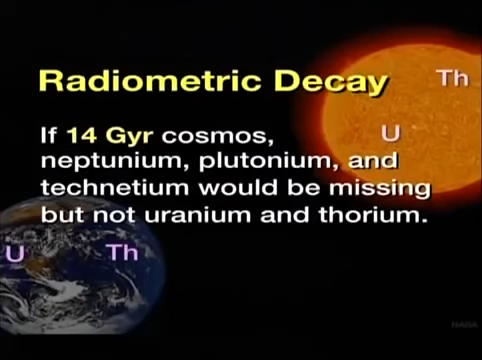 Radiometric Decay
Th
If 14 Gyr cosmos,
U
neptunium, plutonium, and
technetium would be missing
but not uranium and thorium.
U
Th
NASA